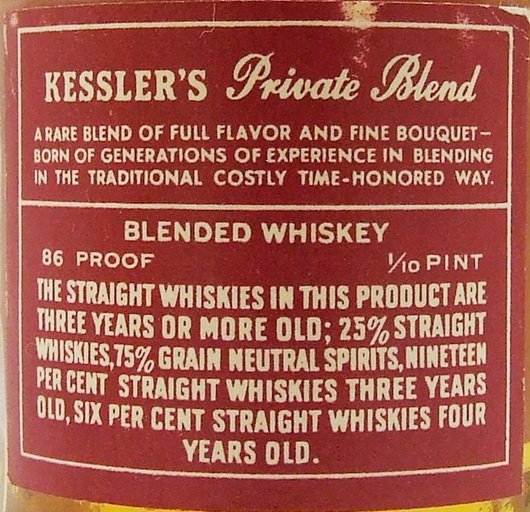 KESSLER'S Private Blend
A RARE BLEND OF FULL FLAVOR AND FINE BOUQUET—
BORN OF GENERATIONS OF EXPERIENCE IN BLENDING
IN THE TRADITIONAL COSTLY TIME-HONORED WAY.
BLENDED WHISKEY
86 PROOF 1/10 PINT
THE STRAIGHT WHISKIES IN THIS PRODUCT ARE
THREE YEARS OR MORE OLD; 25% STRAIGHT
WHISKIES, 75% GRAIN NEUTRAL SPIRITS, NINETEEN
PER CENT STRAIGHT WHISKIES THREE YEARS
OLD, SIX PER CENT STRAIGHT WHISKIES FOUR
YEARS OLD.